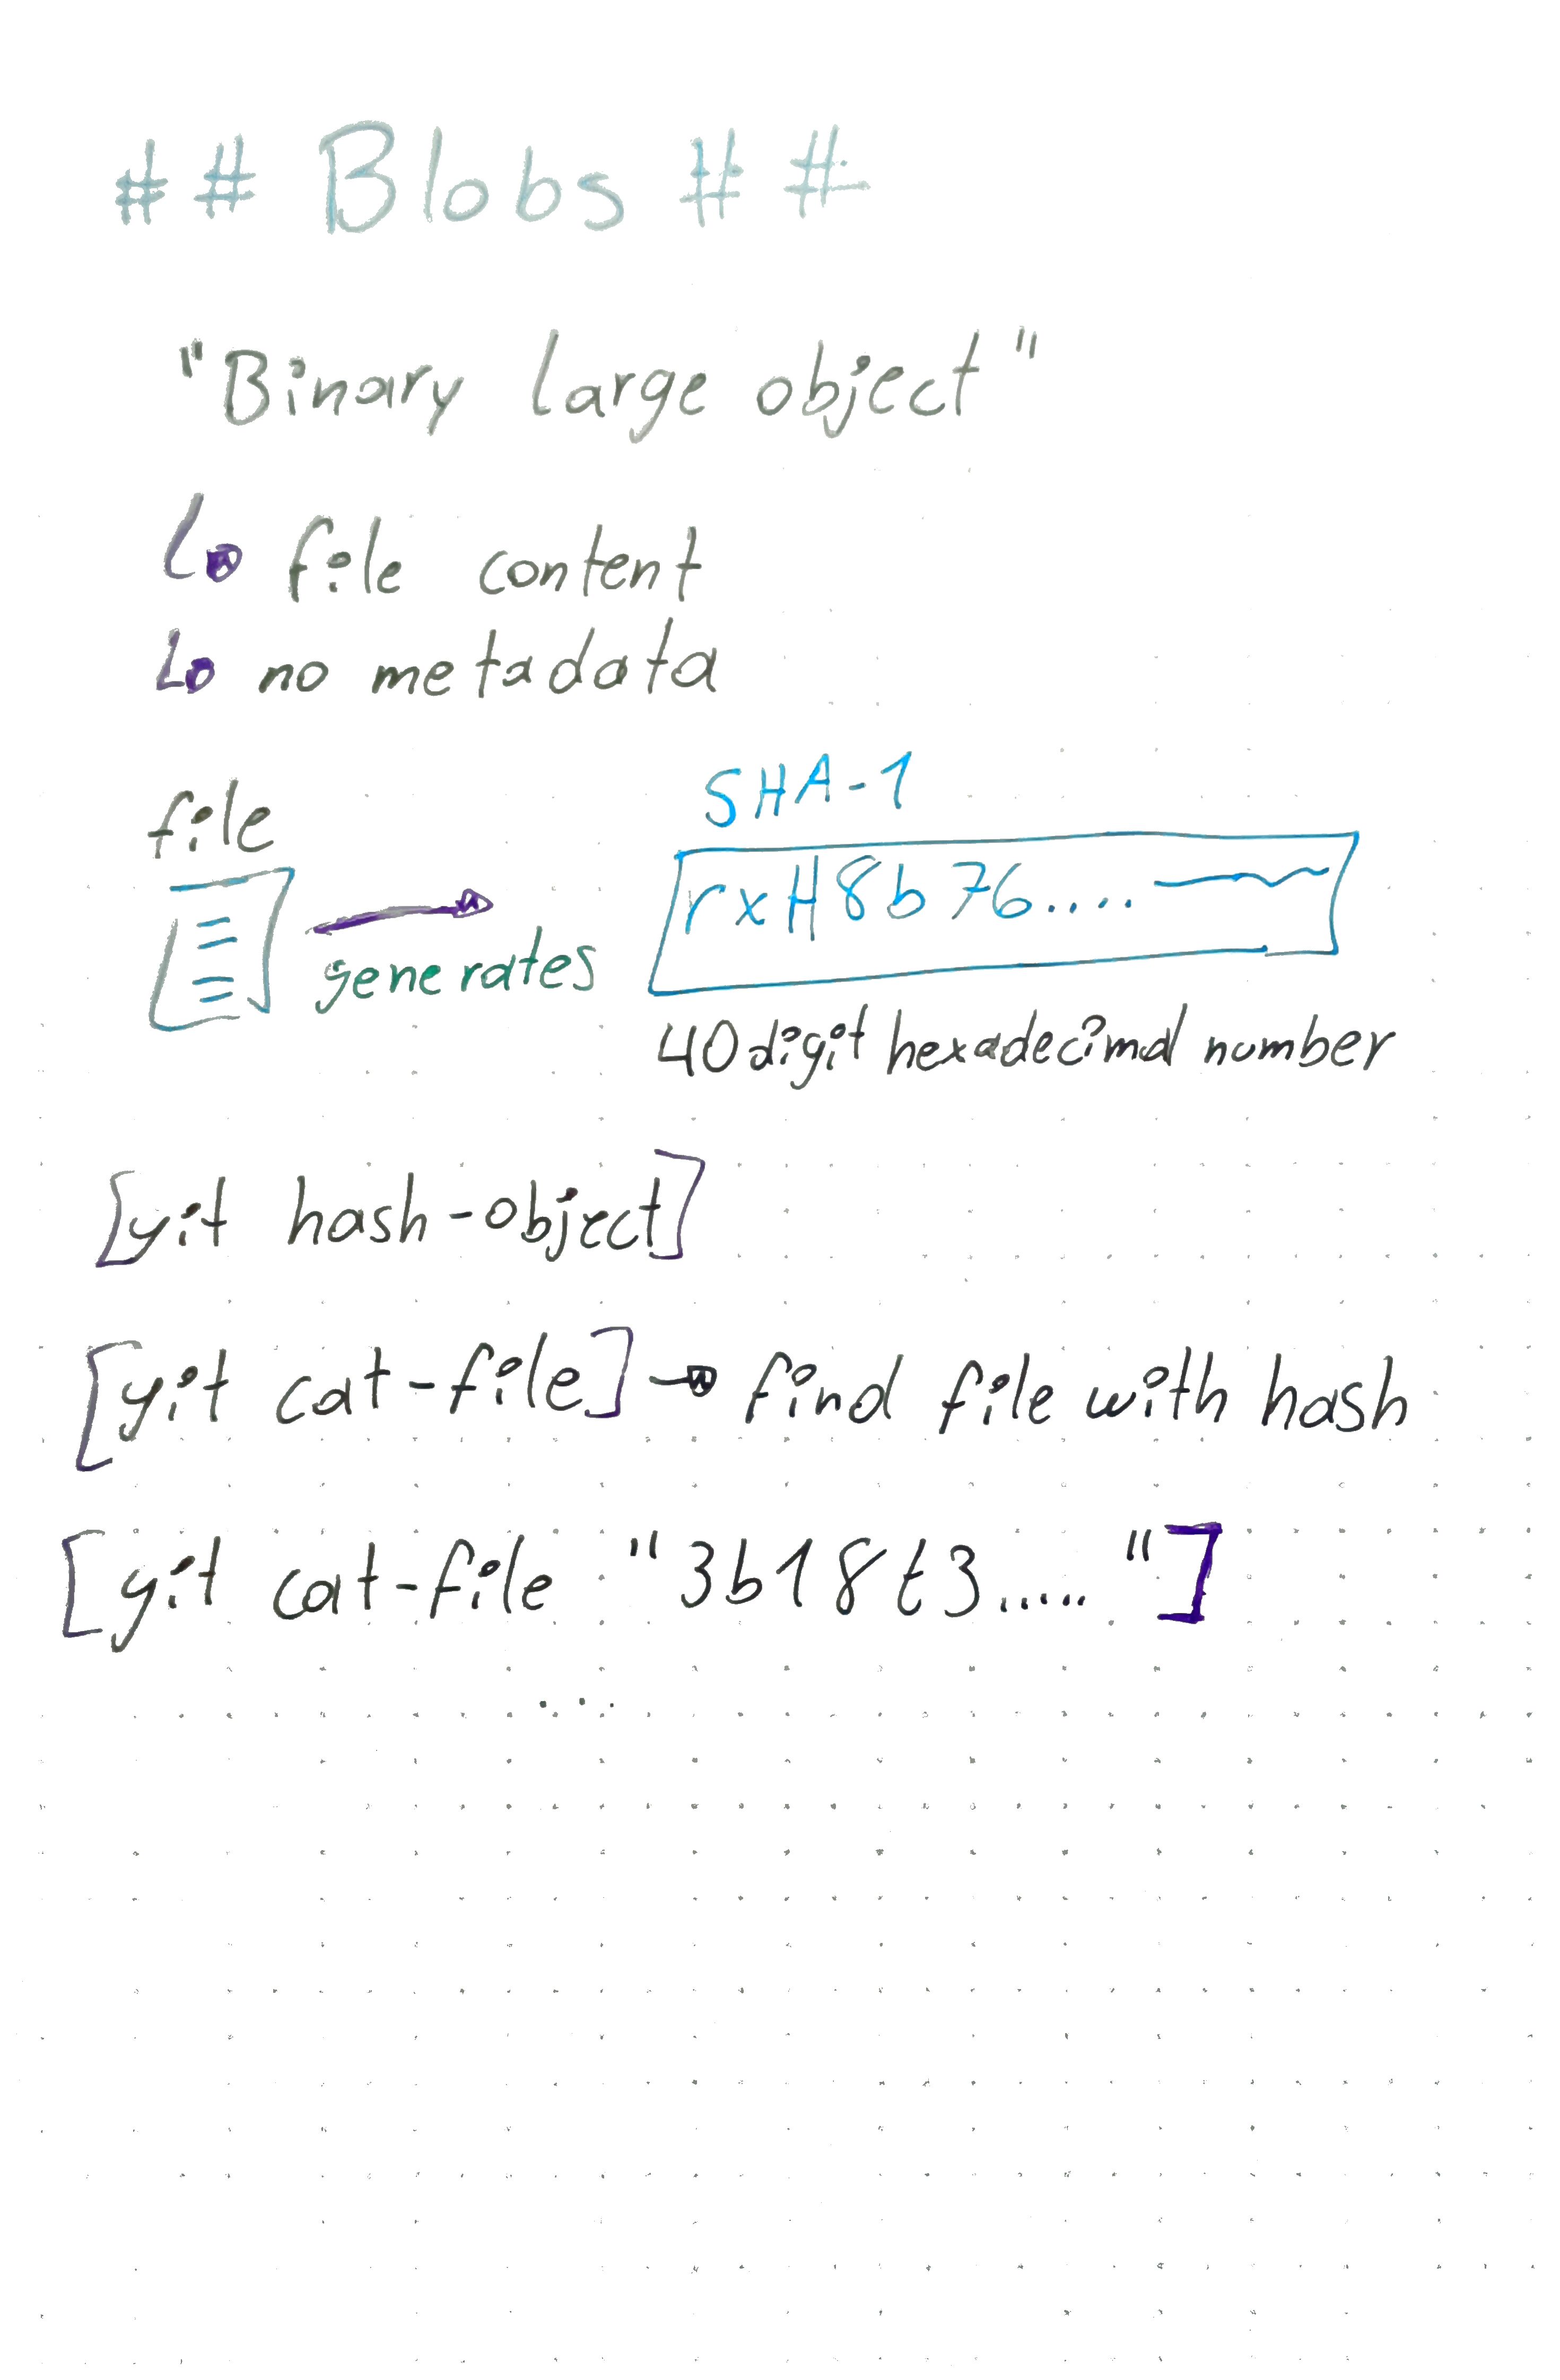 ## Blobs ##
"Binary large object"
file content
no metadata
file
SHA-1
rxH8b76....
generates
40 digit hexadecimal number
[git hash-object]
[git cat-file] → find file with hash
[git cat-file "3b18t3....."]
....